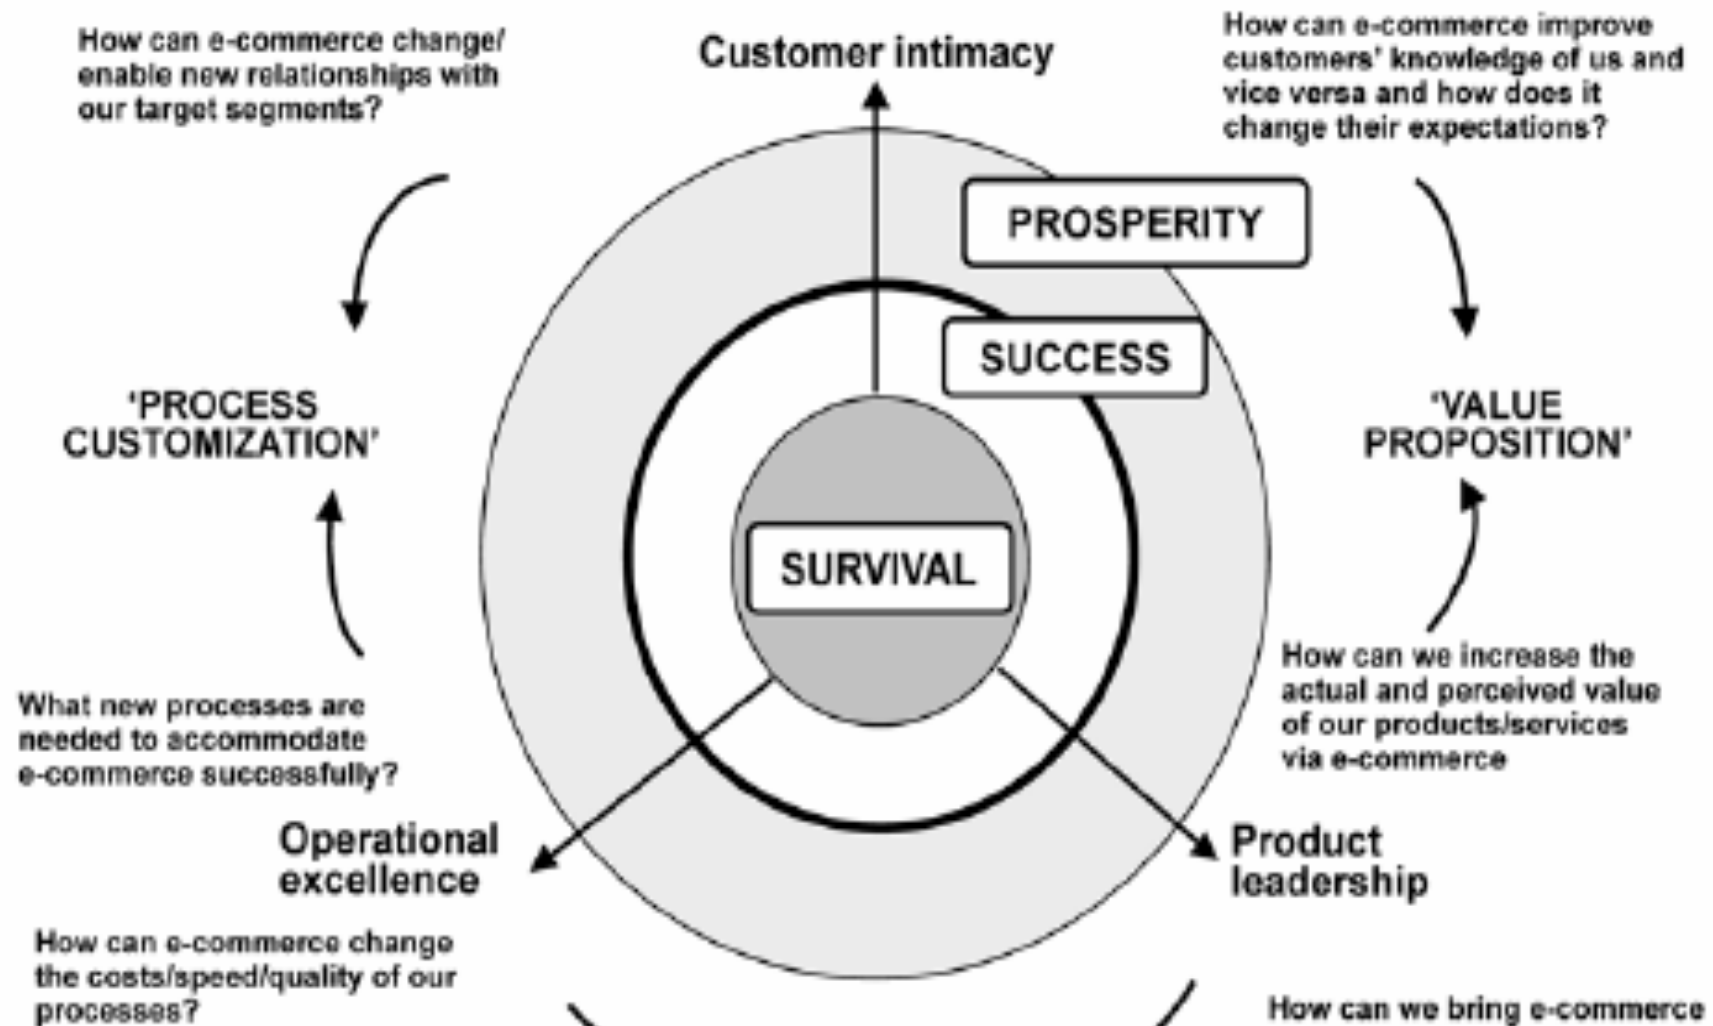 How can e-commerce change/
enable new relationships with
our target segments?
Customer intimacy
How can e-commerce improve
customers' knowledge of us and
vice versa and how does it
change their expectations?
PROSPERITY
SUCCESS
'PROCESS
CUSTOMIZATION'
'VALUE
PROPOSITION'
SURVIVAL
What new processes are
needed to accommodate
e-commerce successfully?
How can we increase the
actual and perceived value
of our products/services
via e-commerce
Operational
excellence
Product
leadership
How can e-commerce change
the costs/speed/quality of our
processes?
How can we bring e-commerce